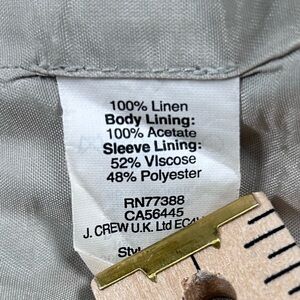 100% Linen
Body Lining:
100% Acetate
Sleeve Lining:
52% VIscose
48% Polyester
RN77388
CA56445
J. CREW U.K. Ltd